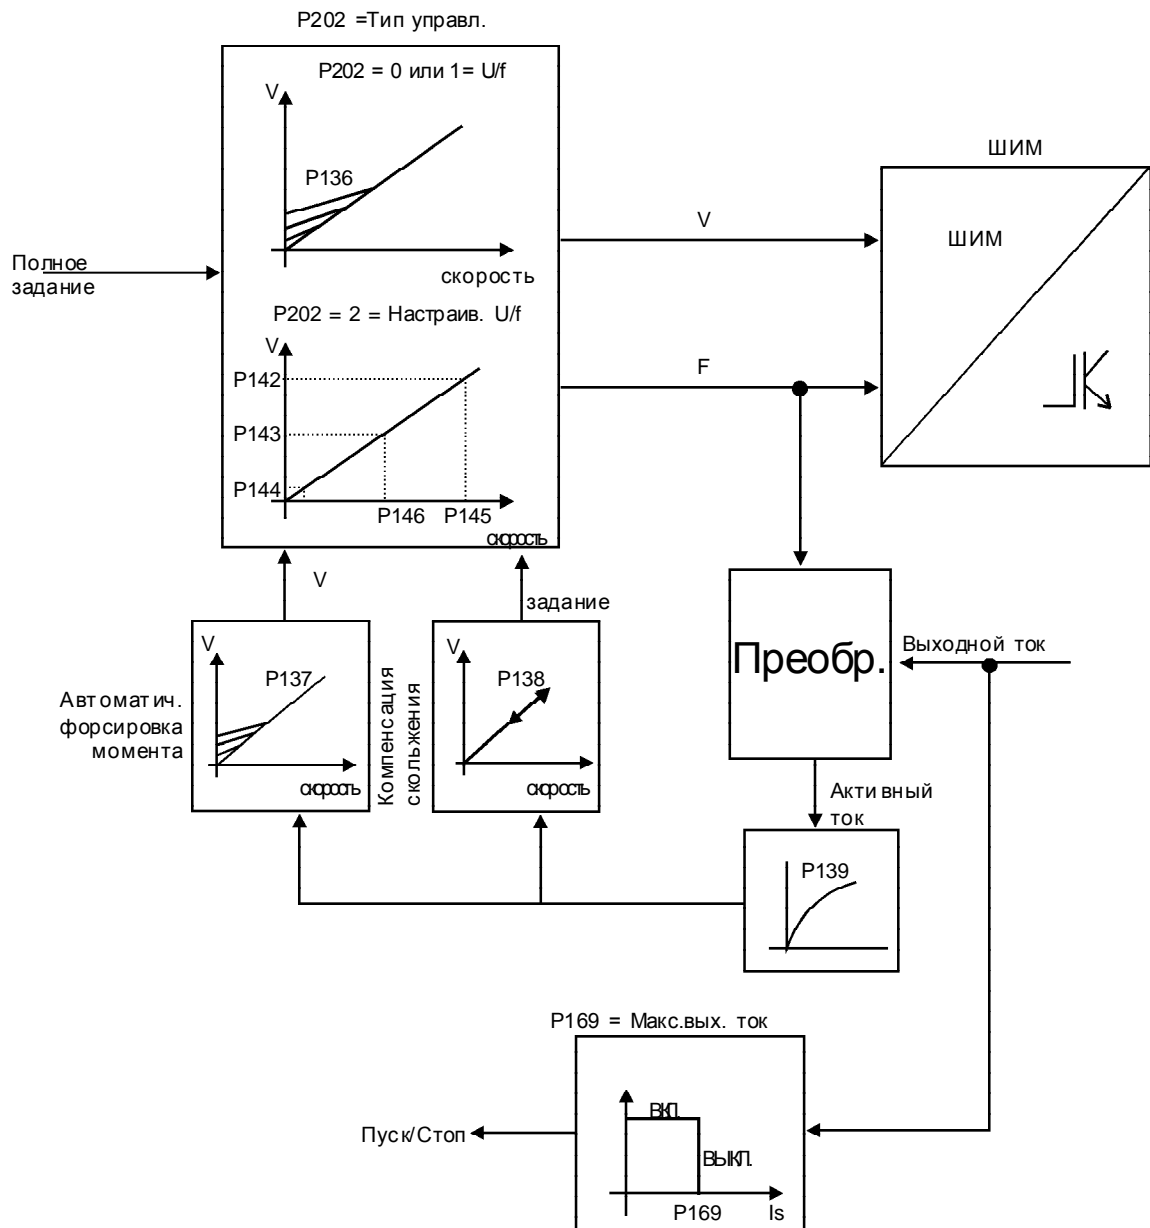 P202 =Тип управл.
P202 = 0 или 1= U/f
V
P136
скорость
Полное
задание
P202 = 2 = Настраив. U/f
V
P142
P143
P144
P146
P145
скорость
V
F
ШИМ
ШИМ
V
задание
V
P137
скорость
Автоматич.
форсировка
момента
Компенсация
скольжения
V
P138
скорость
Преобр.
Выходной ток
Активный
ток
P139
P169 = Макс.вых. ток
ВКЛ.
ВЫКЛ.
P169
Is
Пуск/Стоп